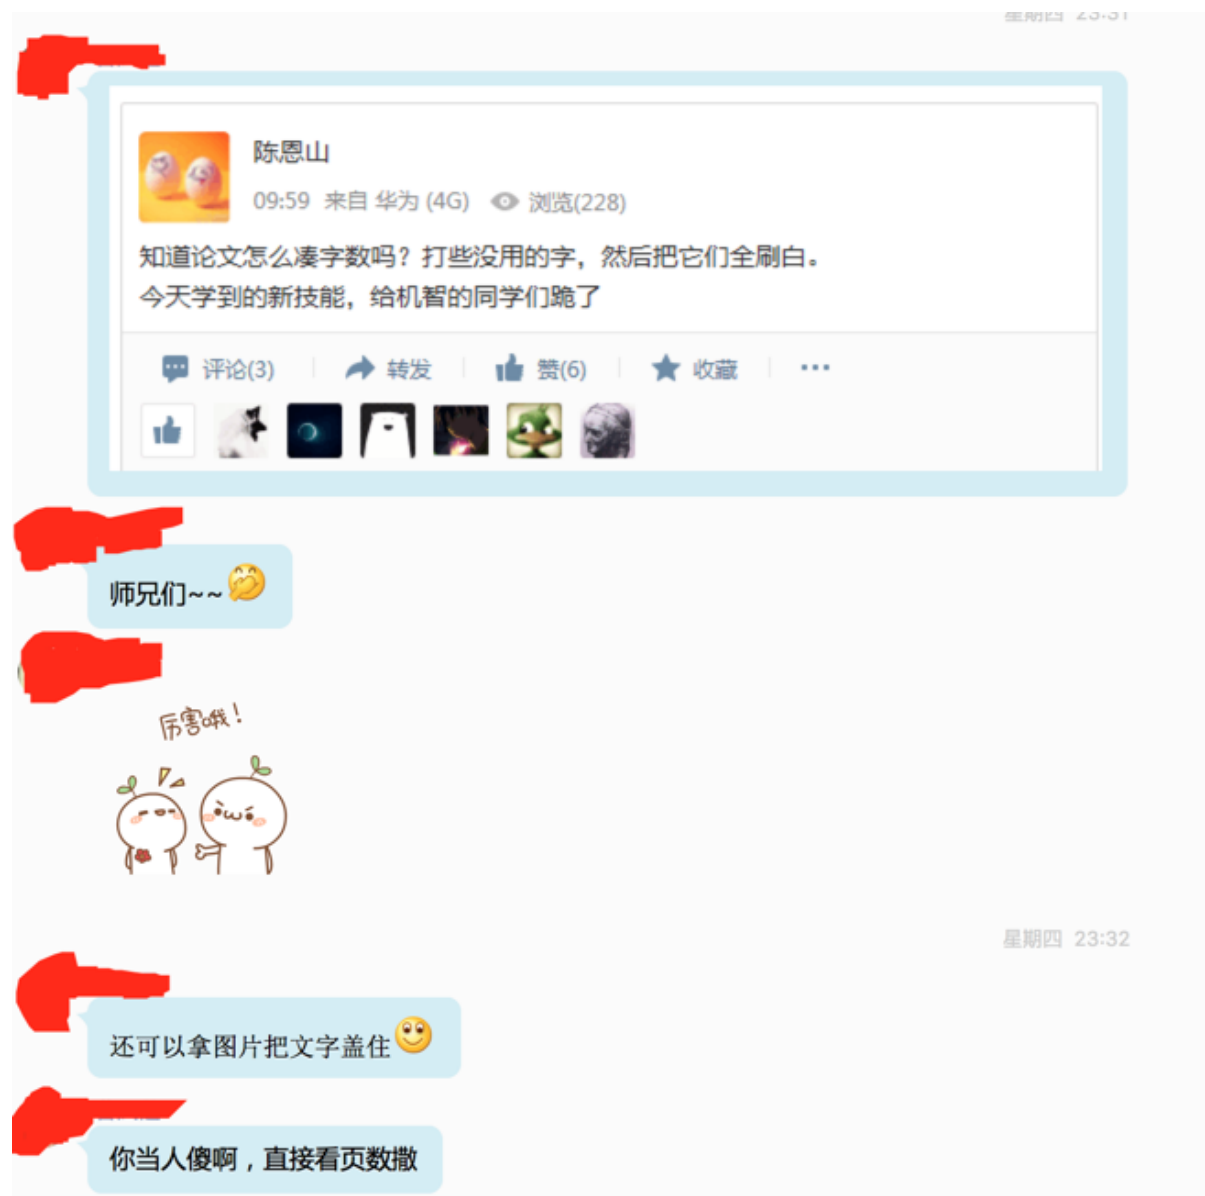 星期四 23:31
陈恩山
09:59 来自 华为 (4G) 浏览(228)
知道论文怎么凑字数吗？打些没用的字，然后把它们全刷白。
今天学到的新技能，给机智的同学们跪了
评论(3) 转发 赞(6) 收藏 ···
师兄们~~
厉害哦！
星期四 23:32
还可以拿图片把文字盖住
你当人傻啊，直接看页数撒